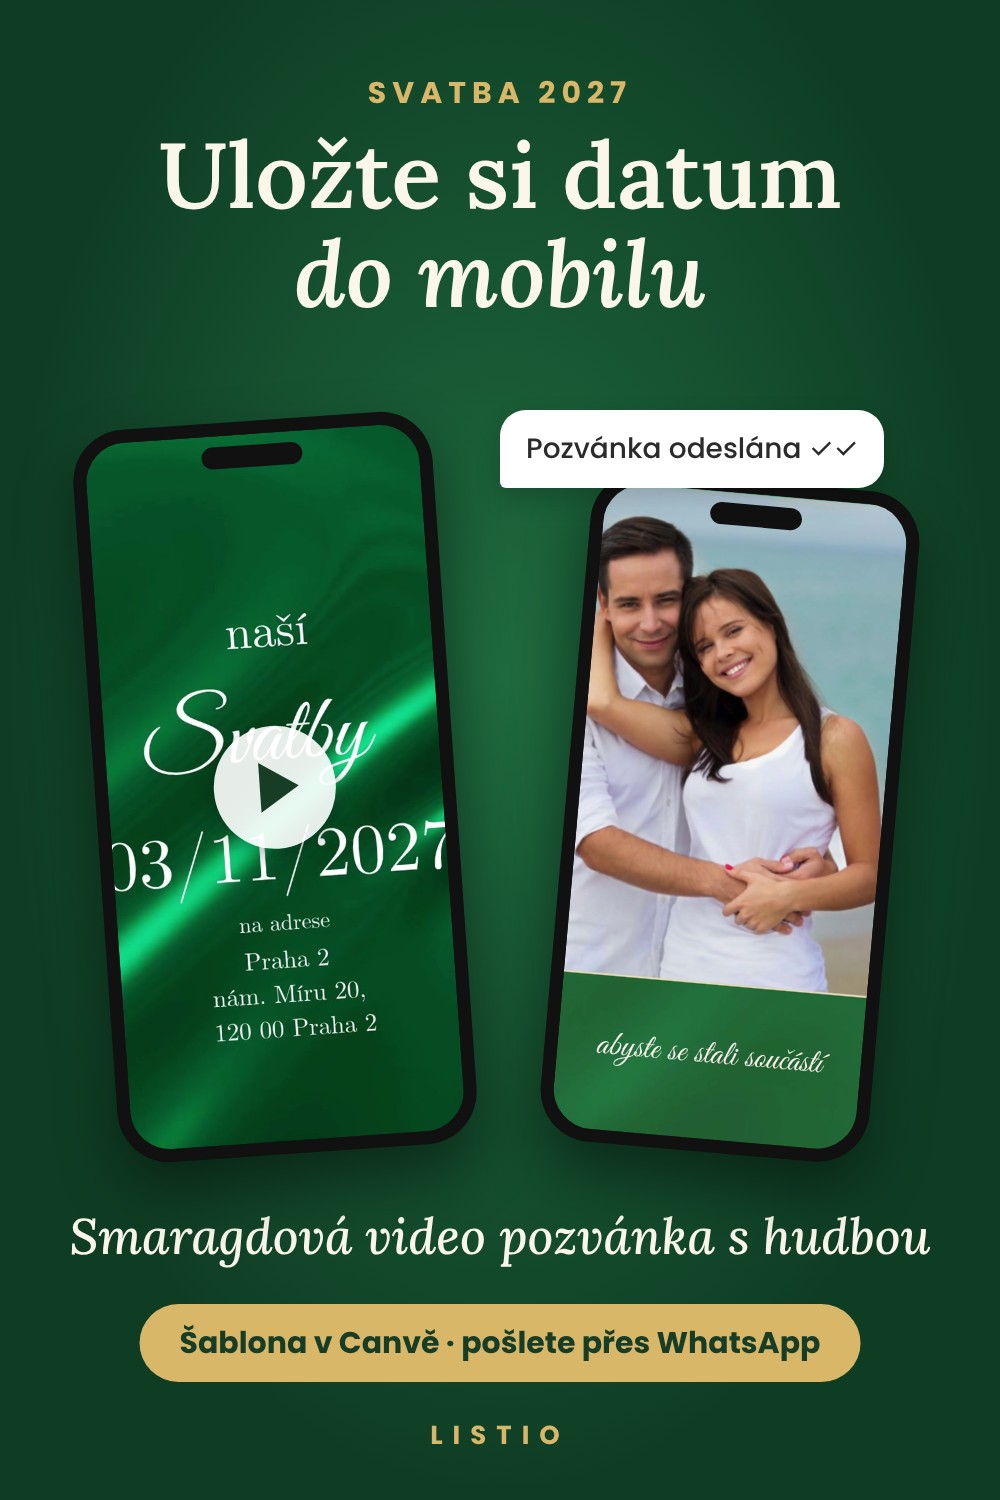 SVATBA 2027
Uložte si datum
do mobilu
Pozvánka odeslána ✓✓
naší
Svatby
03/11/2027
na adrese
Praha 2
nám. Míru 20,
120 00 Praha 2
abyste se stali součástí
Smaragdová video pozvánka s hudbou
Šablona v Canvě · pošlete přes WhatsApp
LISTIO